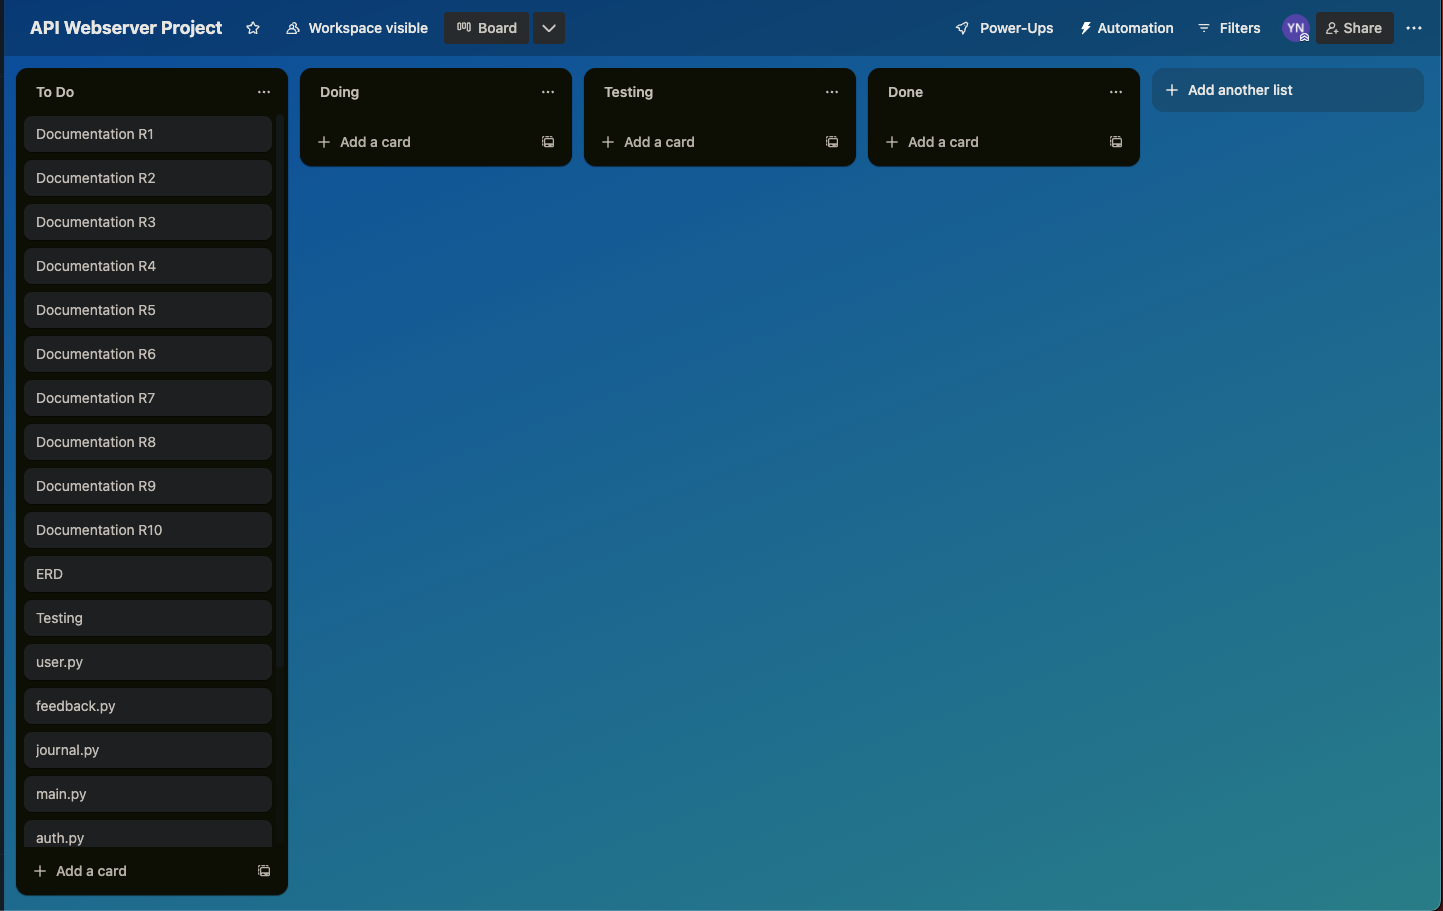 API Webserver Project
Workspace visible
Board
Power-Ups
Automation
Filters
YN
Share
To Do
Documentation R1
Documentation R2
Documentation R3
Documentation R4
Documentation R5
Documentation R6
Documentation R7
Documentation R8
Documentation R9
Documentation R10
ERD
Testing
user.py
feedback.py
journal.py
main.py
auth.py
Add a card
Doing
Add a card
Testing
Add a card
Done
Add a card
Add another list